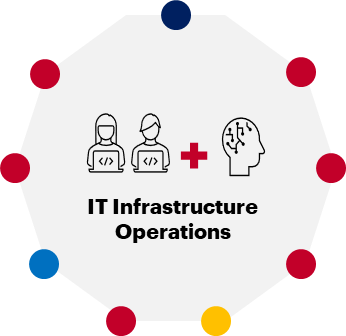 </> </>
IT Infrastructure
Operations